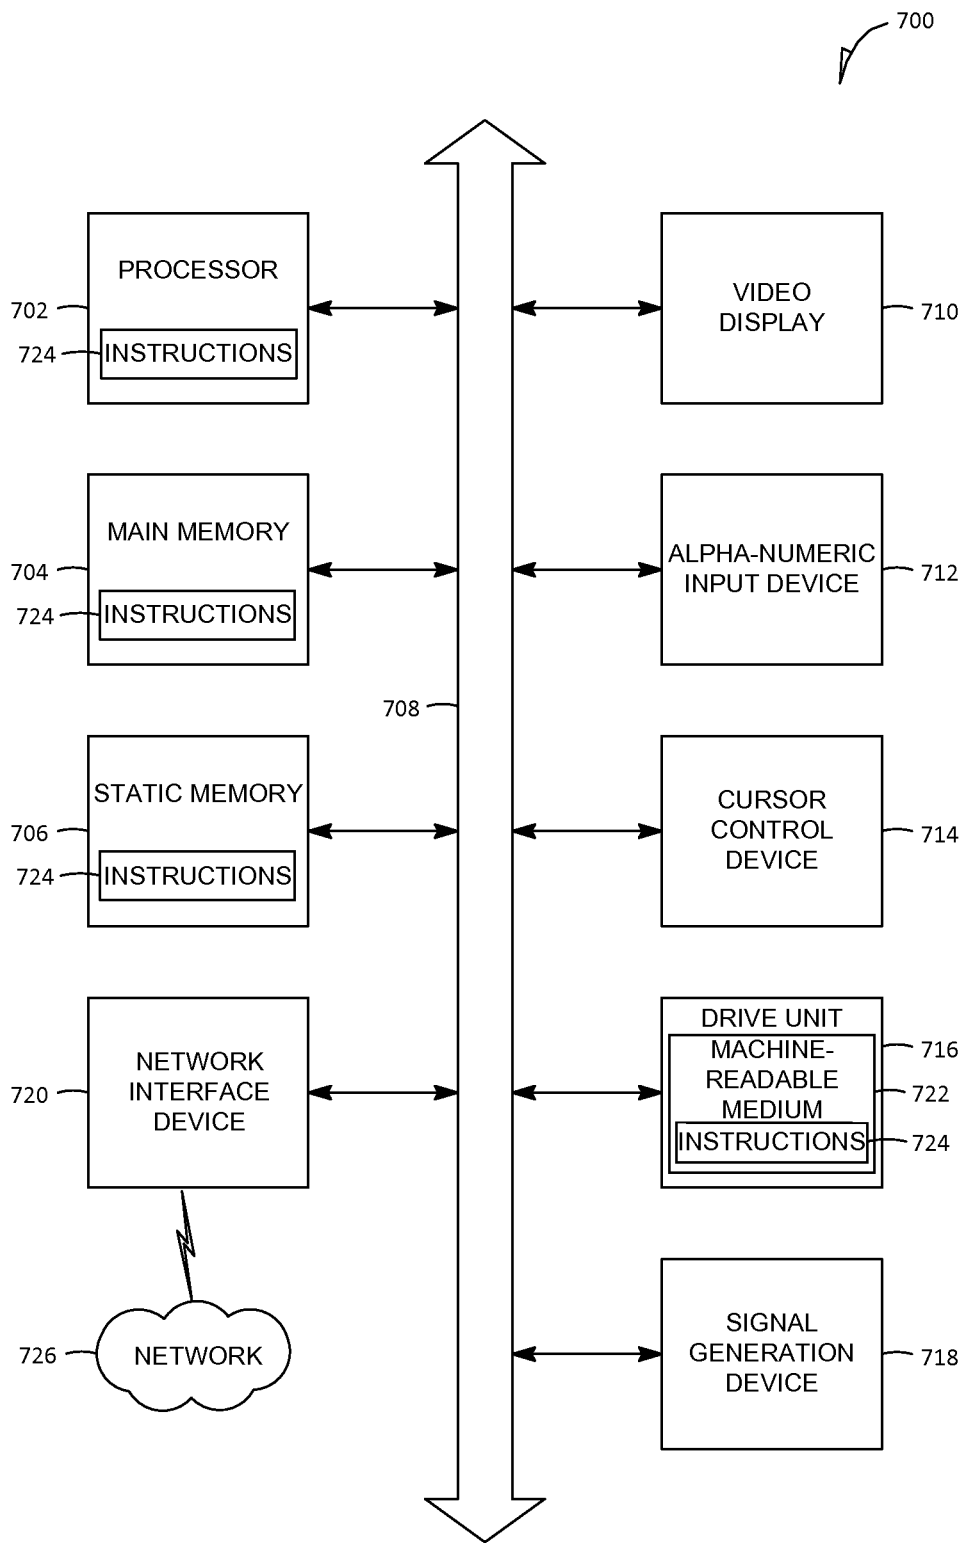 700
PROCESSOR
702
724
INSTRUCTIONS
VIDEO
DISPLAY
710
MAIN MEMORY
704
724
INSTRUCTIONS
ALPHA-NUMERIC
INPUT DEVICE
712
708
STATIC MEMORY
706
724
INSTRUCTIONS
CURSOR
CONTROL
DEVICE
714
NETWORK
INTERFACE
DEVICE
720
DRIVE UNIT
716
MACHINE-
READABLE
MEDIUM
722
INSTRUCTIONS
724
726
NETWORK
SIGNAL
GENERATION
DEVICE
718